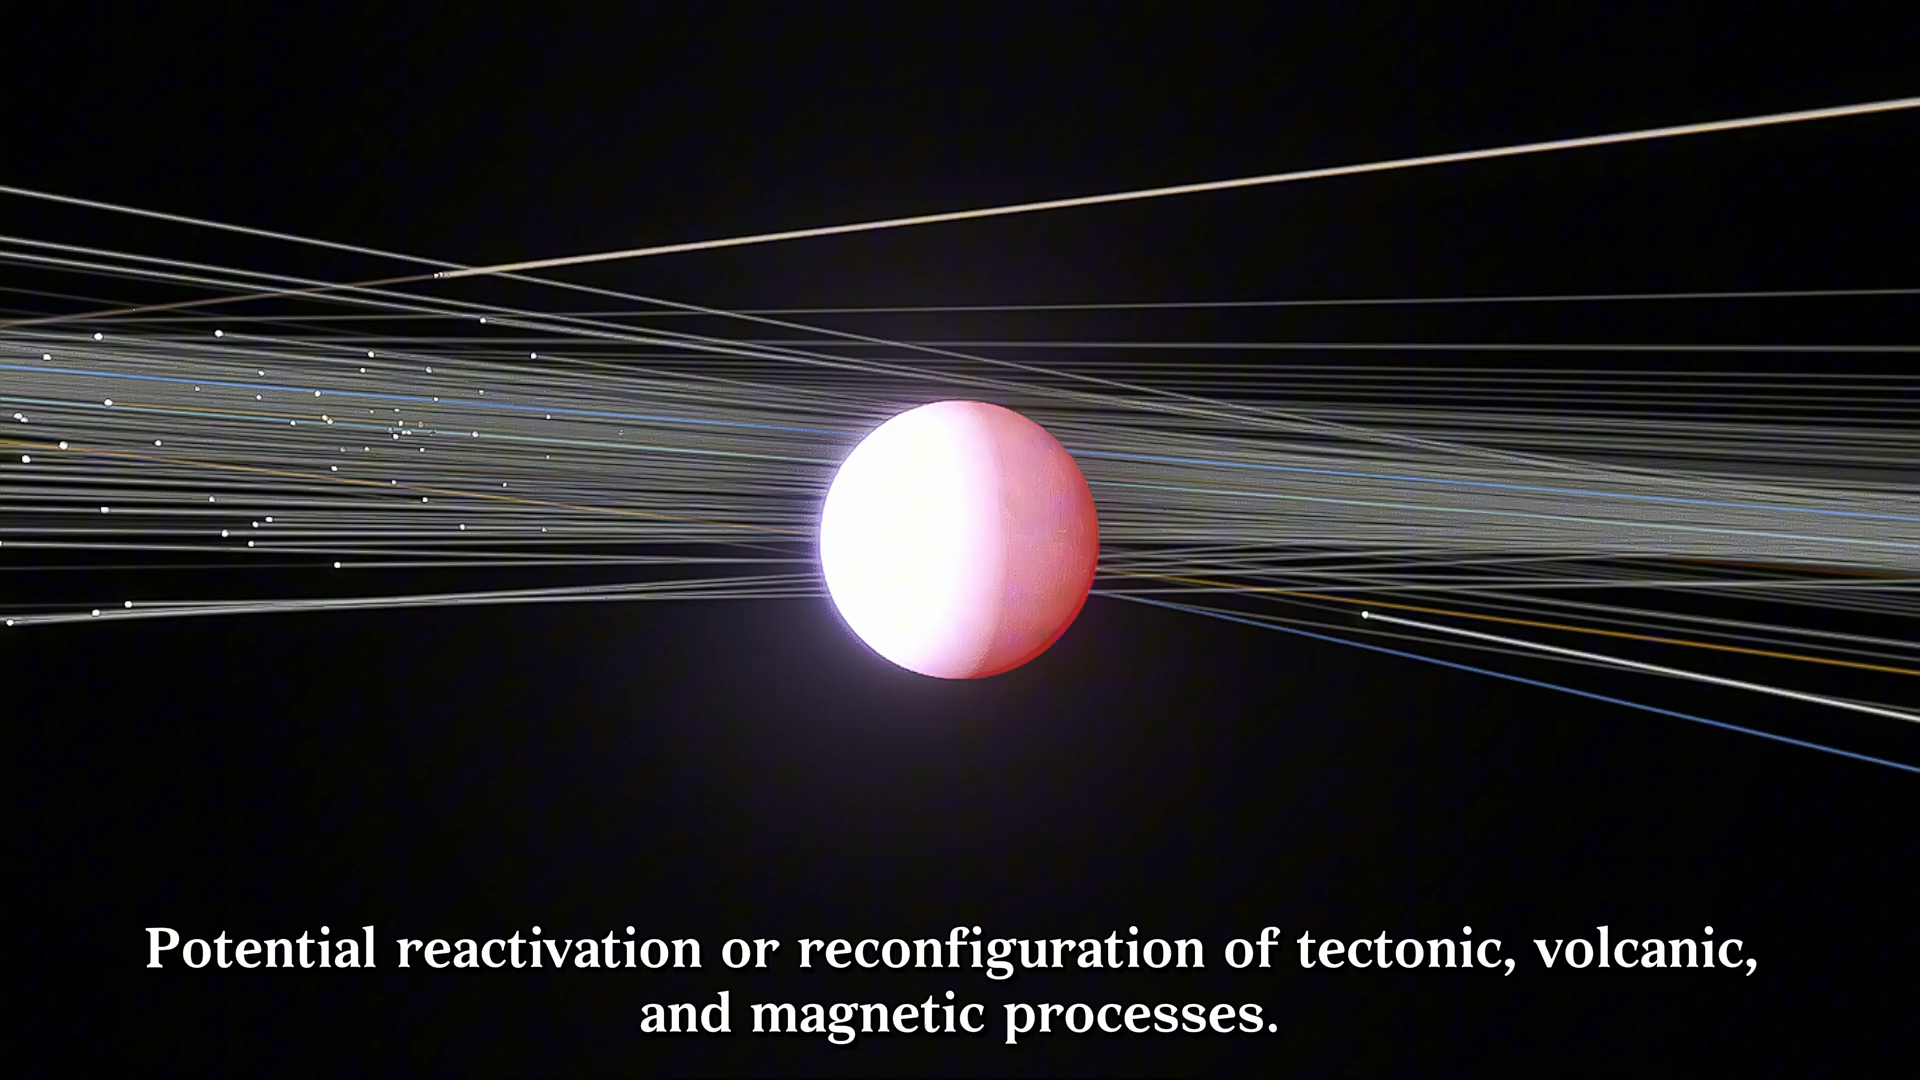 Potential reactivation or reconfiguration of tectonic, volcanic,
and magnetic processes.